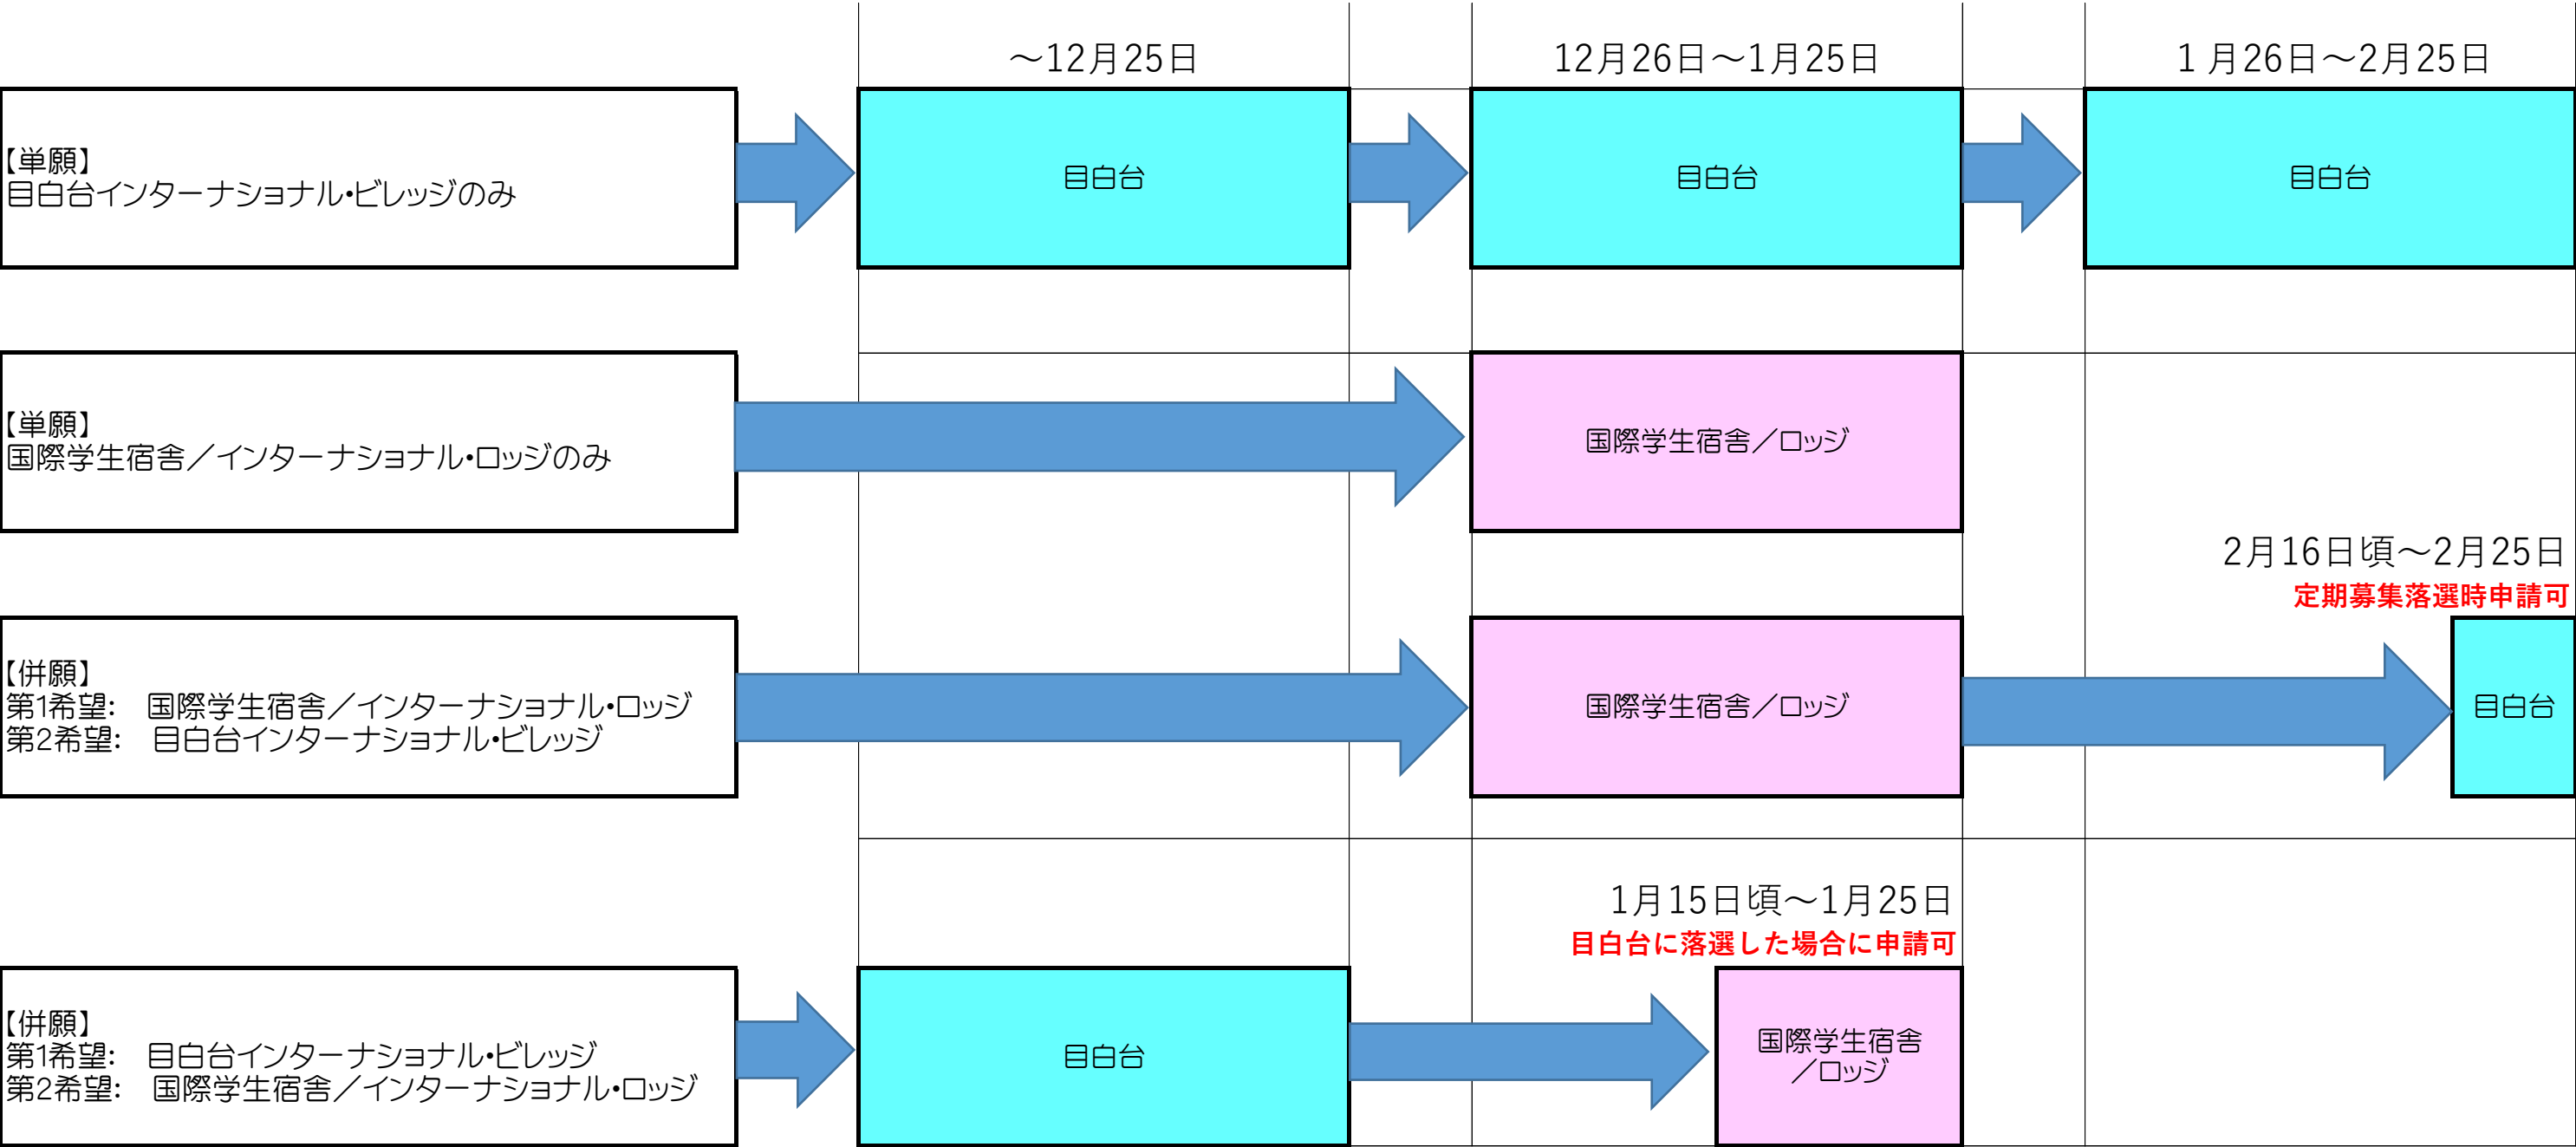 ～12月25日
12月26日～1月25日
1 月26日～2月25日
【単願】
目白台インターナショナル・ビレッジのみ
目白台
目白台
目白台
【単願】
国際学生宿舎／インターナショナル・ロッジのみ
国際学生宿舎／ロッジ
2月16日頃～2月25日
定期募集落選時申請可
【併願】
第1希望：　国際学生宿舎／インターナショナル・ロッジ
第2希望：　目白台インターナショナル・ビレッジ
国際学生宿舎／ロッジ
目白台
1月15日頃～1月25日
目白台に落選した場合に申請可
【併願】
第1希望：　目白台インターナショナル・ビレッジ
第2希望：　国際学生宿舎／インターナショナル・ロッジ
目白台
国際学生宿舎
／ロッジ